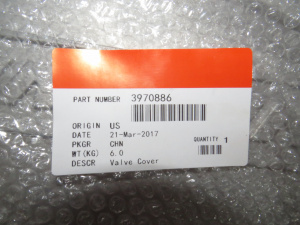 PART NUMBER 3970886
ORIGIN US
DATE 21-Mar-2017
PKGR CHN
QUANTITY 1
WT(KG) 6.0
DESCR Valve Cover